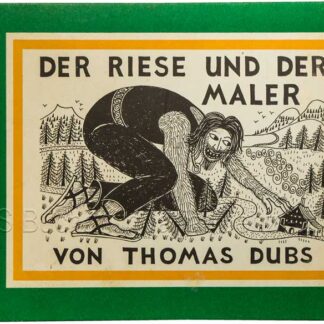 DER RIESE UND DER
MALER
VON THOMAS DUBS